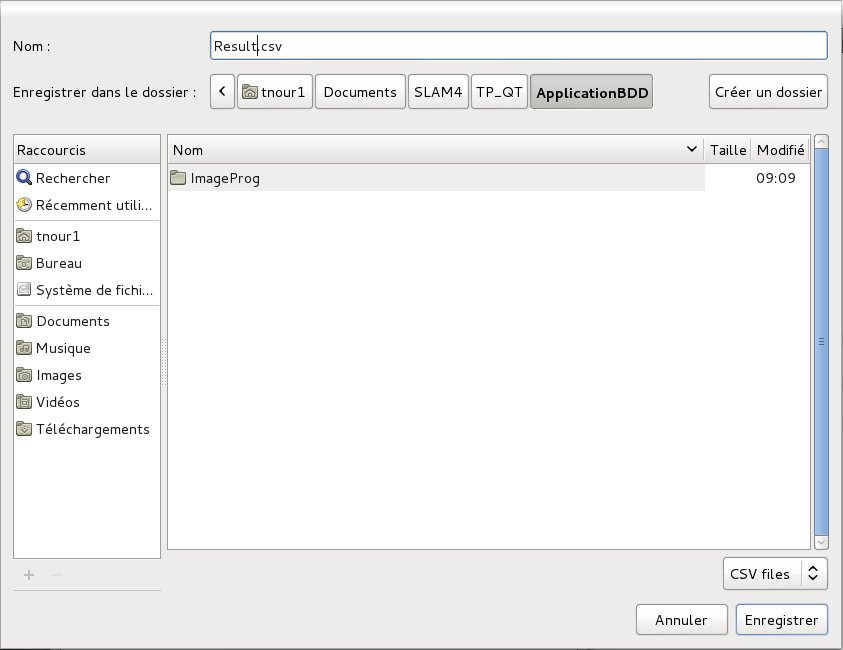 Nom : Result.csv
Enregistrer dans le dossier : tnour1 Documents SLAM4 TP_QT ApplicationBDD Créer un dossier
Raccourcis Nom Taille Modifié
Rechercher ImageProg 09:09
Récemment utili...
tnour1
Bureau
Système de fichi...
Documents
Musique
Images
Vidéos
Téléchargements
CSV files
Annuler Enregistrer